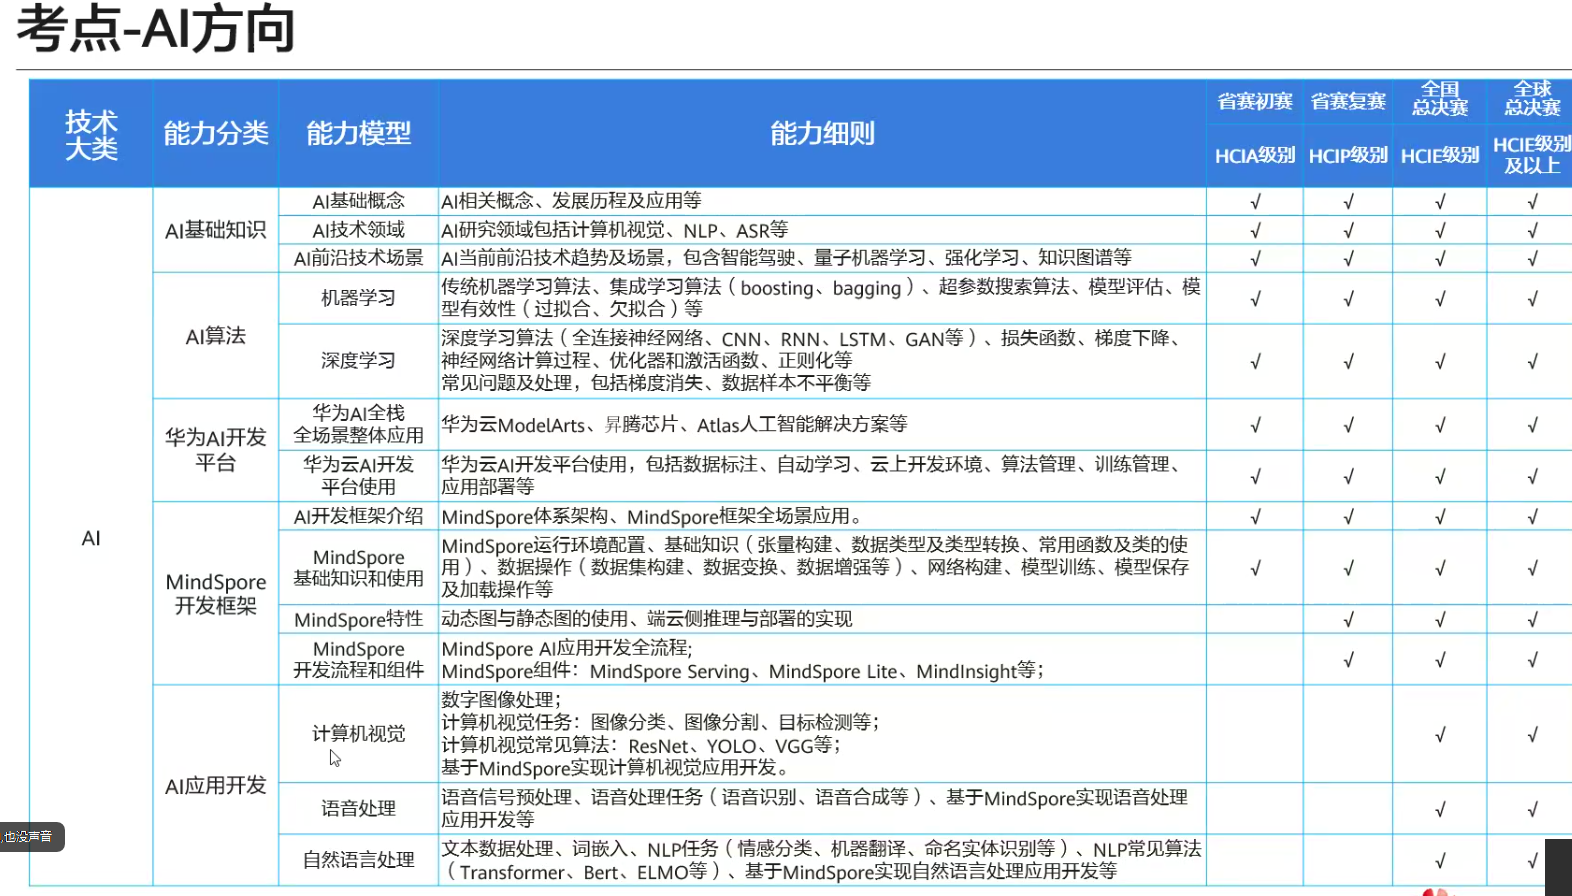 考点-AI方向
技术
大类
能力分类
能力模型
能力细则
省赛初赛
省赛复赛
全国
总决赛
全球
总决赛
HCIA级别
HCIP级别
HCIE级别
HCIE级别
及以上
AI
AI基础知识
AI基础概念
AI相关概念、发展历程及应用等
√ √ √ √
AI技术领域
AI研究领域包括计算机视觉、NLP、ASR等
√ √ √ √
AI前沿技术场景
AI当前前沿技术趋势及场景，包含智能驾驶、量子机器学习、强化学习、知识图谱等
√ √ √ √
AI算法
机器学习
传统机器学习算法、集成学习算法（boosting、bagging）、超参数搜索算法、模型评估、模
型有效性（过拟合、欠拟合）等
√ √ √ √
深度学习
深度学习算法（全连接神经网络、CNN、RNN、LSTM、GAN等）、损失函数、梯度下降、
神经网络计算过程、优化器和激活函数、正则化等
常见问题及处理，包括梯度消失、数据样本不平衡等
√ √ √ √
华为AI开发
平台
华为AI全栈
全场景整体应用
华为云ModelArts、昇腾芯片、Atlas人工智能解决方案等
√ √ √ √
华为云AI开发
平台使用
华为云AI开发平台使用，包括数据标注、自动学习、云上开发环境、算法管理、训练管理、
应用部署等
√ √ √ √
MindSpore
开发框架
AI开发框架介绍
MindSpore体系架构、MindSpore框架全场景应用。
√ √ √ √
MindSpore
基础知识和使用
MindSpore运行环境配置、基础知识（张量构建、数据类型及类型转换、常用函数及类的使
用）、数据操作（数据集构建、数据变换、数据增强等）、网络构建、模型训练、模型保存
及加载操作等
√ √ √ √
MindSpore特性
动态图与静态图的使用、端云侧推理与部署的实现
√ √ √
MindSpore
开发流程和组件
MindSpore AI应用开发全流程;
MindSpore组件：MindSpore Serving、MindSpore Lite、MindInsight等；
√ √ √
AI应用开发
计算机视觉
数字图像处理；
计算机视觉任务：图像分类、图像分割、目标检测等；
计算机视觉常见算法：ResNet、YOLO、VGG等；
基于MindSpore实现计算机视觉应用开发。
√ √
语音处理
语音信号预处理、语音处理任务（语音识别、语音合成等）、基于MindSpore实现语音处理
应用开发等
√ √
自然语言处理
文本数据处理、词嵌入、NLP任务（情感分类、机器翻译、命名实体识别等）、NLP常见算法
（Transformer、Bert、ELMO等）、基于MindSpore实现自然语言处理应用开发等
√ √
,也没声音